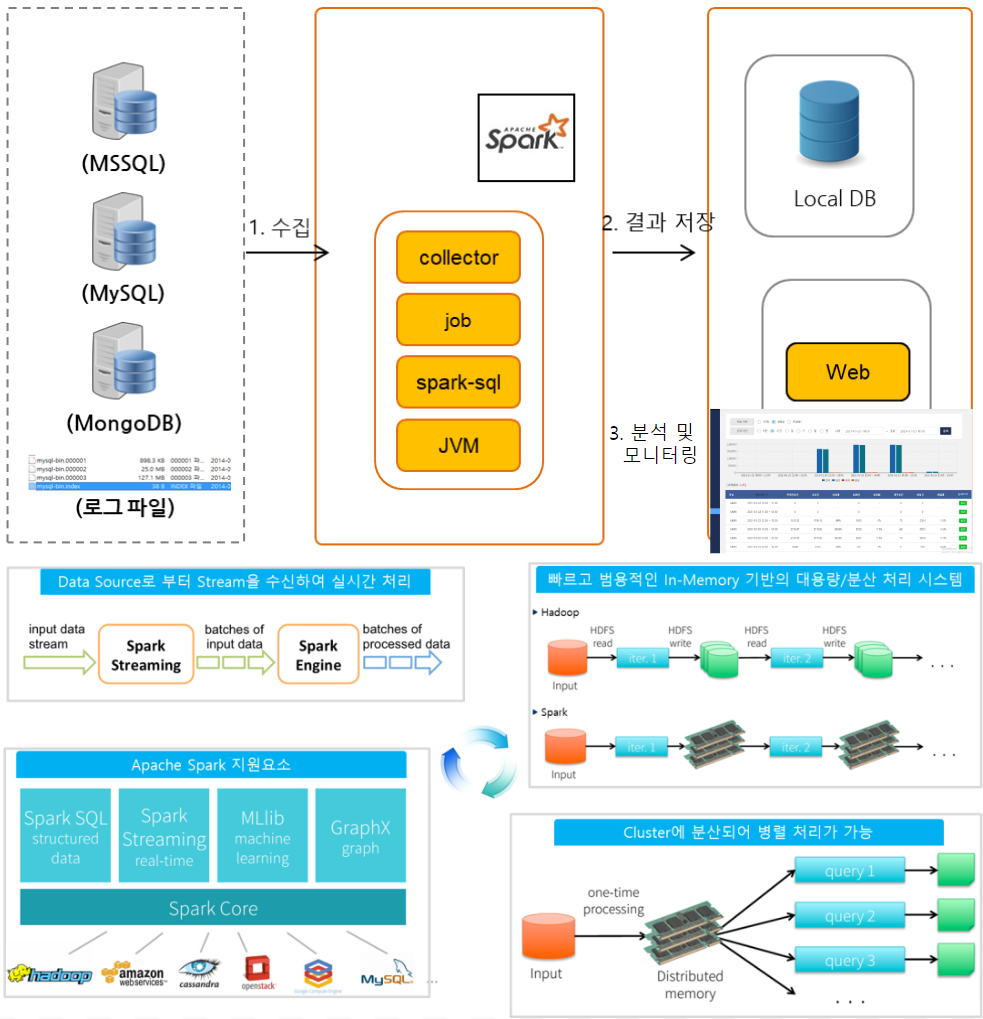 (MSSQL)
(MySQL)
(MongoDB)
mysql-bin.000001 898.3 KB 000001 파... 2014-0
mysql-bin.000002 25.0 MB 000002 파... 2014-0
mysql-bin.000003 127.1 MB 000003 파... 2014-0
mysql-bin.index 38 B INDEX 파일 2014-0
(로그 파일)
1. 수집
APACHE
Spark
collector
job
spark-sql
JVM
2. 결과 저장
Local DB
Web
3. 분석 및
모니터링
Data Source로 부터 Stream을 수신하여 실시간 처리
input data
stream
Spark
Streaming
batches of
input data
Spark
Engine
batches of
processed data
빠르고 범용적인 In-Memory 기반의 대용량/분산 처리 시스템
Hadoop
Input
HDFS
read
iter. 1
HDFS
write
HDFS
read
iter. 2
HDFS
write
. . .
Spark
Input
iter. 1
iter. 2
. . .
Apache Spark 지원요소
Spark SQL
structured
data
Spark
Streaming
real-time
MLlib
machine
learning
GraphX
graph
Spark Core
hadoop
amazon
webservices™
cassandra
openstack
Google Compute Engine
MySQL
...
Cluster에 분산되어 병렬 처리가 가능
Input
one-time
processing
Distributed
memory
query 1
query 2
query 3
. . .